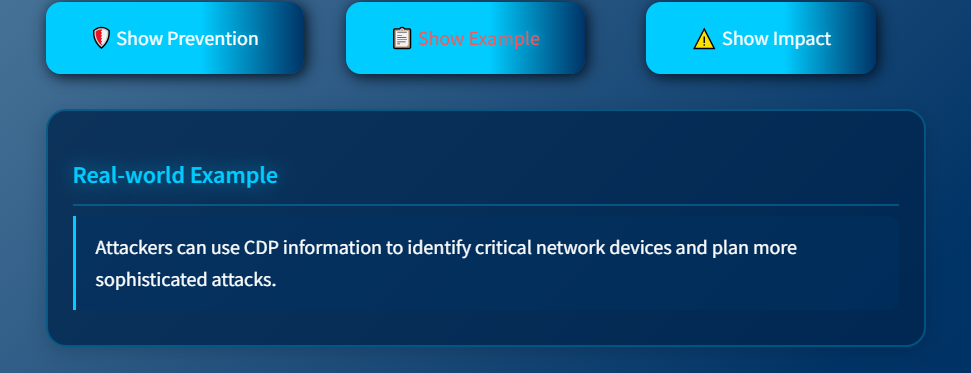 Show Prevention
Show Example
Show Impact
Real-world Example
Attackers can use CDP information to identify critical network devices and plan more
sophisticated attacks.